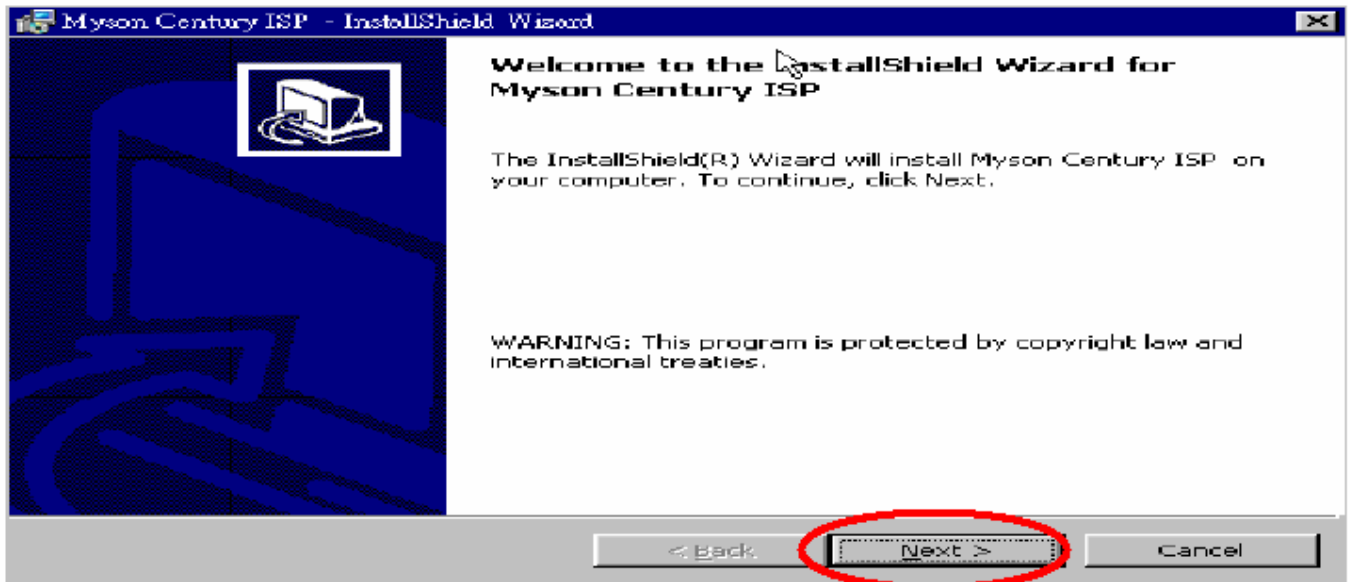 Myson Century ISP - InstallShield Wizard
Welcome to the InstallShield Wizard for
Myson Century ISP
The InstallShield(R) Wizard will install Myson Century ISP on
your computer. To continue, click Next.
WARNING: This program is protected by copyright law and
international treaties.
< Back
Next >
Cancel